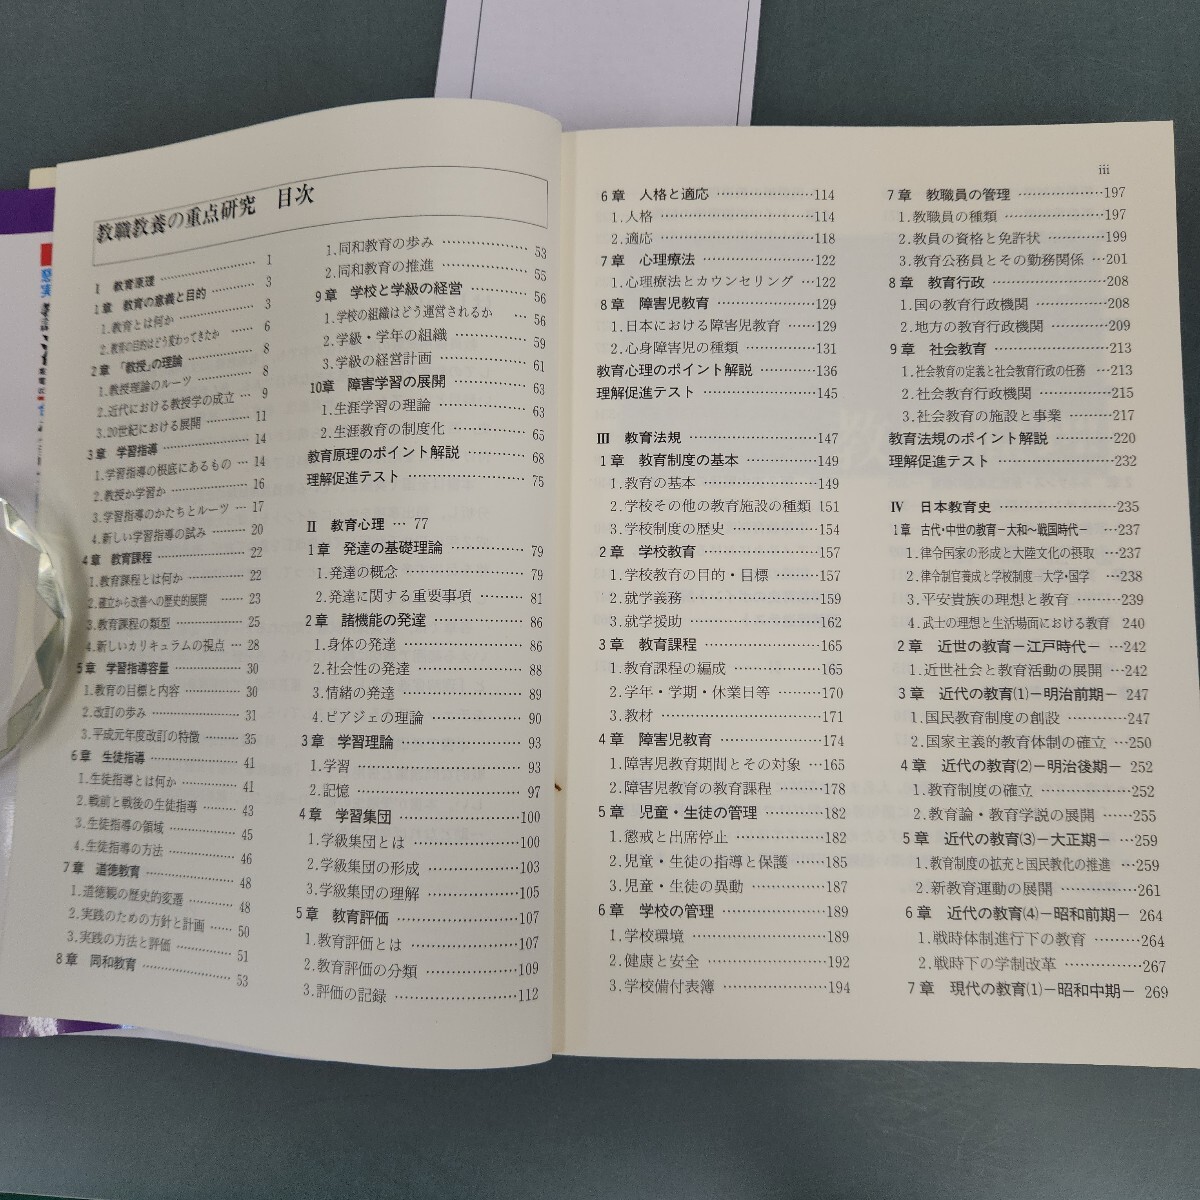 教職教養の重点研究　目次
Ⅰ　教育原理 …… 1
1章　教育の意義と目的 …… 3
1.教育とは何か …… 3
2.教育の目的はどう変わってきたか 6
2章　「教授」の理論 …… 8
1.教授理論のルーツ …… 8
2.近代における教授学の成立 … 9
3.20世紀における展開 …… 11
3章　学習指導 …… 14
1.学習指導の根底にあるもの … 14
2.教授か学習か …… 16
3.学習指導のかたちとルーツ … 17
4.新しい学習指導の試み …… 20
4章　教育課程 …… 22
1.教育課程とは何か …… 22
2.確立から改善への歴史的展開 …… 23
3.教育課程の類型 …… 25
4.新しいカリキュラムの視点 … 28
5章　学習指導容量 …… 30
1.教育の目標と内容 …… 30
2.改訂の歩み …… 31
3.平成元年度改訂の特徴 …… 35
6章　生徒指導 …… 41
1.生徒指導とは何か …… 41
2.戦前と戦後の生徒指導 …… 43
3.生徒指導の領域 …… 45
4.生徒指導の方法 …… 46
7章　道徳教育 …… 48
1.道徳観の歴史的変遷 …… 48
2.実践のための方針と計画 … 50
3.実践の方法と評価 …… 51
8章　同和教育 …… 53
1.同和教育の歩み …… 53
2.同和教育の推進 …… 55
9章　学校と学級の経営 …… 56
1.学校の組織はどう運営されるか … 56
2.学級・学年の組織 …… 59
3.学級の経営計画 …… 61
10章　障害学習の展開 …… 63
1.生涯学習の理論 …… 63
2.生涯教育の制度化 …… 65
教育原理のポイント解説 …… 68
理解促進テスト …… 75
Ⅱ　教育心理 … 77
1章　発達の基礎理論 …… 79
1.発達の概念 …… 79
2.発達に関する重要事項 …… 81
2章　諸機能の発達 …… 86
1.身体の発達 …… 86
2.社会性の発達 …… 88
3.情緒の発達 …… 89
4.ピアジェの理論 …… 90
3章　学習理論 …… 93
1.学習 …… 93
2.記憶 …… 97
4章　学習集団 …… 100
1.学級集団とは …… 100
2.学級集団の形成 …… 103
3.学級集団の理解 …… 105
5章　教育評価 …… 107
1.教育評価とは …… 107
2.教育評価の分類 …… 109
3.評価の記録 …… 112
iii
6章　人格と適応 …… 114
1.人格 …… 114
2.適応 …… 118
7章　心理療法 …… 122
1.心理療法とカウンセリング … 122
8章　障害児教育 …… 129
1.日本における障害児教育 …… 129
2.心身障害児の種類 …… 131
教育心理のポイント解説 …… 136
理解促進テスト …… 145
Ⅲ　教育法規 …… 147
1章　教育制度の基本 …… 149
1.教育の基本 …… 149
2.学校その他の教育施設の種類 151
3.学校制度の歴史 …… 154
2章　学校教育 …… 157
1.学校教育の目的・目標 …… 157
2.就学義務 …… 159
3.就学援助 …… 162
3章　教育課程 …… 165
1.教育課程の編成 …… 165
2.学年・学期・休業日等 …… 170
3.教材 …… 171
4章　障害児教育 …… 174
1.障害児教育期間とその対象 … 165
2.障害児教育の教育課程 …… 178
5章　児童・生徒の管理 …… 182
1.懲戒と出席停止 …… 182
2.児童・生徒の指導と保護 …… 185
3.児童・生徒の異動 …… 187
6章　学校の管理 …… 189
1.学校環境 …… 189
2.健康と安全 …… 192
3.学校備付表簿 …… 194
7章　教職員の管理 …… 197
1.教職員の種類 …… 197
2.教員の資格と免許状 …… 199
3.教育公務員とその勤務関係 … 201
8章　教育行政 …… 208
1.国の教育行政機関 …… 208
2.地方の教育行政機関 …… 209
9章　社会教育 …… 213
1.社会教育の定義と社会教育行政の任務 … 213
2.社会教育行政機関 …… 215
3.社会教育の施設と事業 …… 217
教育法規のポイント解説 …… 220
理解促進テスト …… 232
Ⅳ　日本教育史 …… 235
1章　古代・中世の教育－大和～戦国時代－ … 237
1.律令国家の形成と大陸文化の摂取 … 237
2.律令制官養成と学校制度－大学・国学 … 238
3.平安貴族の理想と教育 …… 239
4.武士の理想と生活場面における教育 240
2章　近世の教育－江戸時代－ … 242
1.近世社会と教育活動の展開 … 242
3章　近代の教育⑴－明治前期－ 247
1.国民教育制度の創設 …… 247
2.国家主義的教育体制の確立 … 250
4章　近代の教育⑵－明治後期－ 252
1.教育制度の確立 …… 252
2.教育論・教育学説の展開 …… 255
5章　近代の教育⑶－大正期－ … 259
1.教育制度の拡充と国民教化の推進 … 259
2.新教育運動の展開 …… 261
6章　近代の教育⑷－昭和前期－ 264
1.戦時体制進行下の教育 …… 264
2.戦時下の学制改革 …… 267
7章　現代の教育⑴－昭和中期－ 269